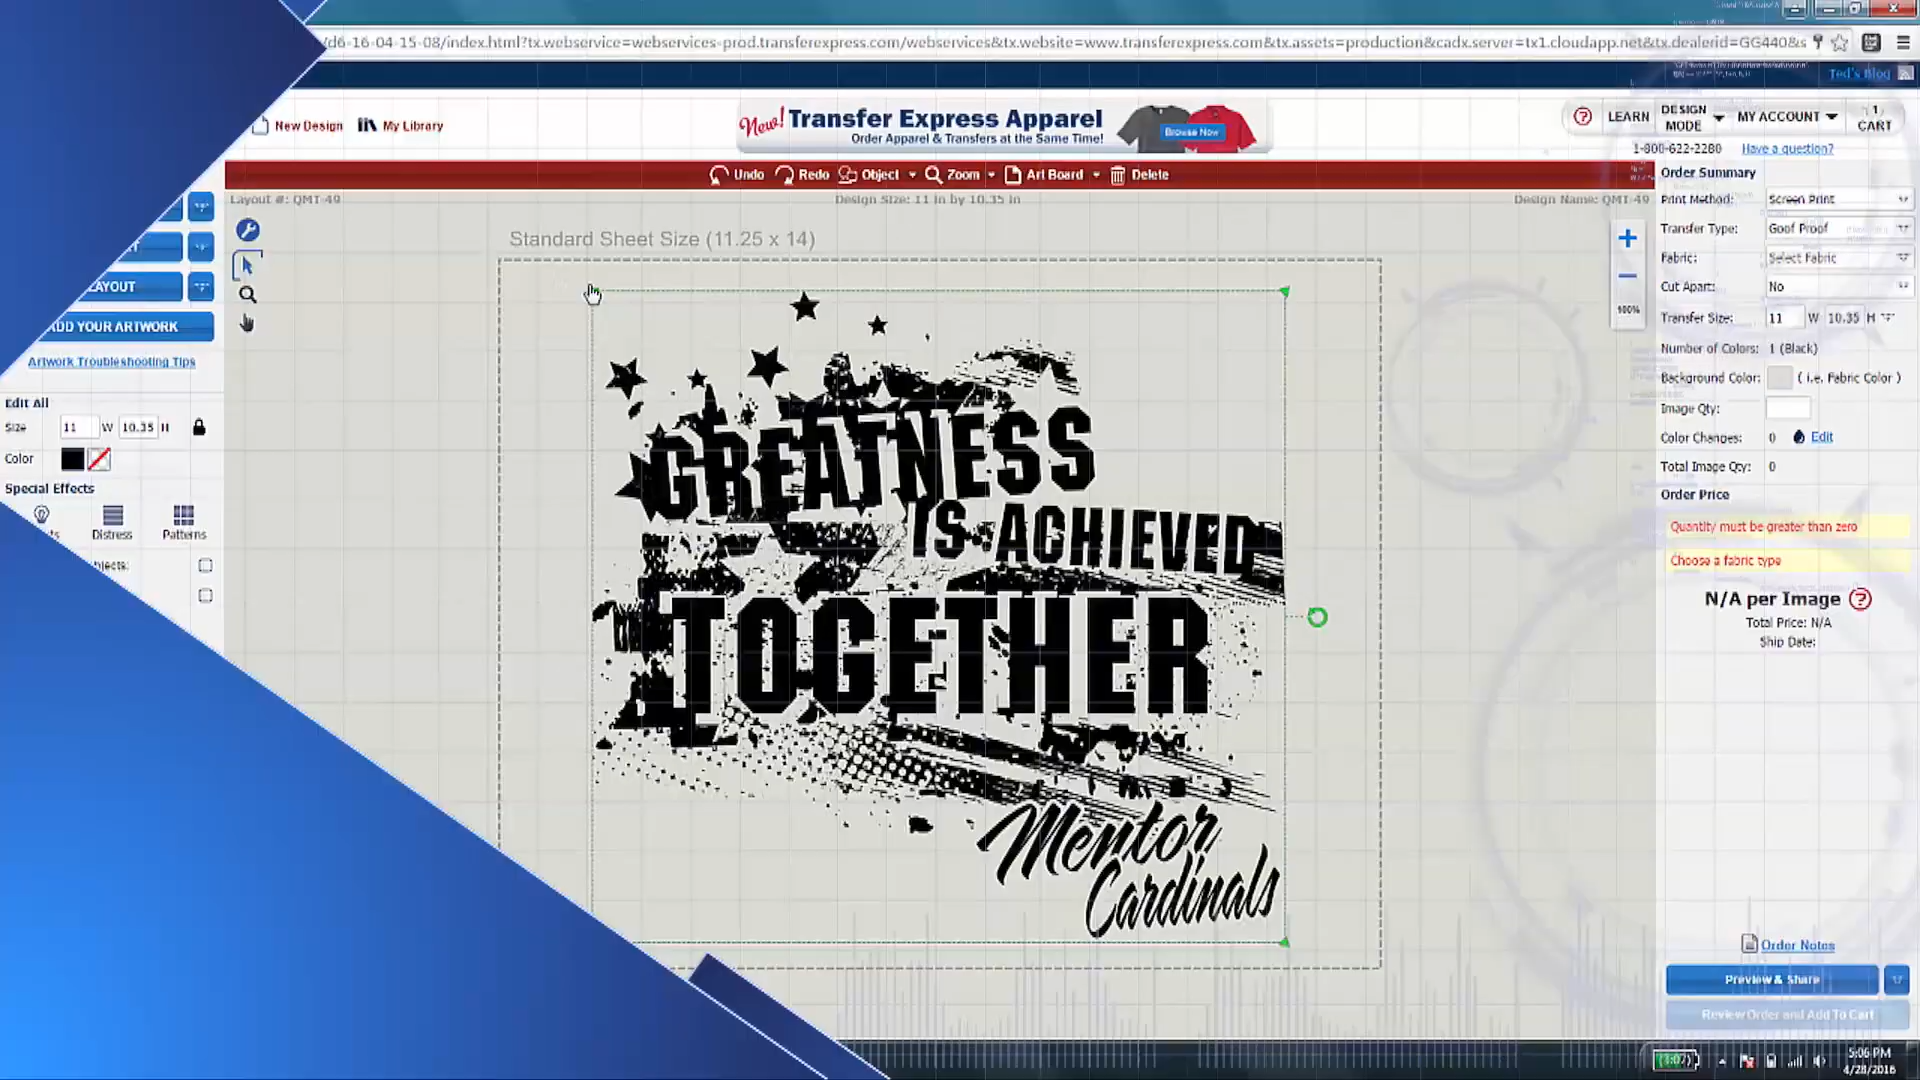 /d6-16-04-15-08/index.html?tx.webservice=webservices-prod.transferexpress.com/webservices&tx.website=www.transferexpress.com&tx.assets=production&cadx.server=tx1.cloudapp.net&tx.dealerid=GG440&s
Ted's Blog
New Design My Library
New! Transfer Express Apparel
Order Apparel & Transfers at the Same Time!
Browse Now
LEARN DESIGN MODE MY ACCOUNT 1 CART
1-800-622-2280 Have a question?
Undo Redo Object Zoom Art Board Delete
Layout #: QMT-49 Design Size: 11 in by 10.35 in Design Name: QMT-49
Standard Sheet Size (11.25 x 14)
LAYOUT
ADD YOUR ARTWORK
Artwork Troubleshooting Tips
Edit All
Size 11 W 10.35 H
Color
Special Effects
Distress Patterns
GREATNESS
IS ACHIEVED
TOGETHER
Mentor
Cardinals
100%
Order Summary
Print Method: Screen Print
Transfer Type: Goof Proof
Fabric: Select Fabric
Cut Apart: No
Transfer Size: 11 W 10.35 H
Number of Colors: 1 (Black)
Background Color: ( i.e. Fabric Color )
Image Qty:
Color Changes: 0 Edit
Total Image Qty: 0
Order Price
Quantity must be greater than zero
Choose a fabric type
N/A per Image
Total Price: N/A
Ship Date:
Order Notes
Preview & Share
Review Order and Add To Cart
5:06 PM
4/28/2016